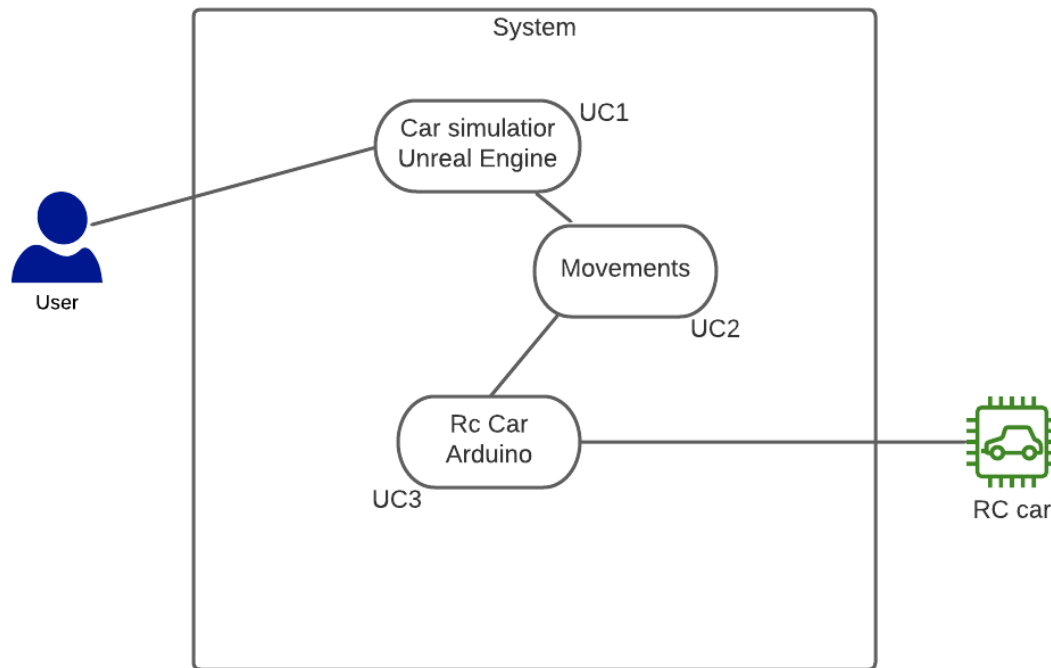 System
Car simulatior
Unreal Engine
UC1
Movements
UC2
User
Rc Car
Arduino
UC3
RC car